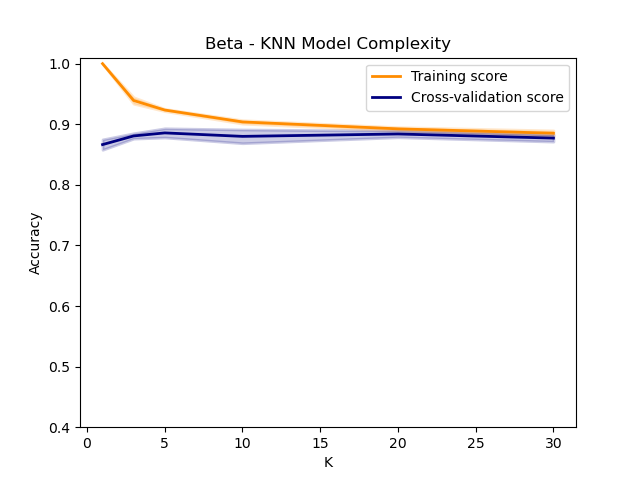 Beta - KNN Model Complexity
Training score
Cross-validation score
Accuracy
1.0
0.9
0.8
0.7
0.6
0.5
0.4
0 5 10 15 20 25 30
K